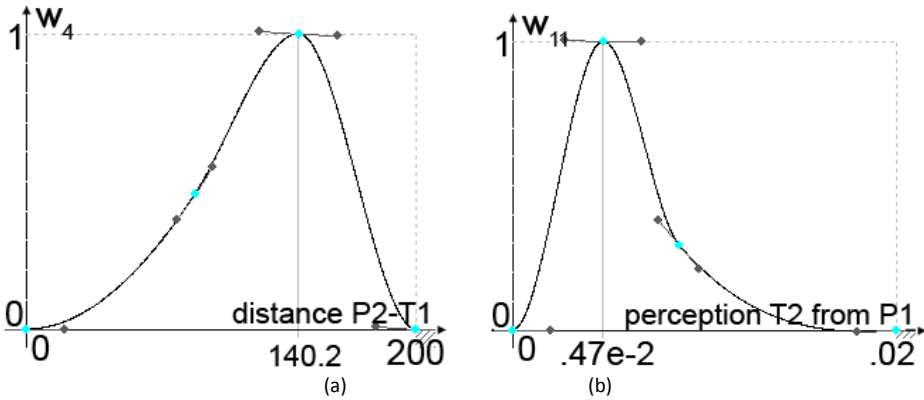 w4
1
0
distance P2-T1
0
140.2
200
(a)
w11
1
0
perception T2 from P1
0
.47e-2
.02
(b)